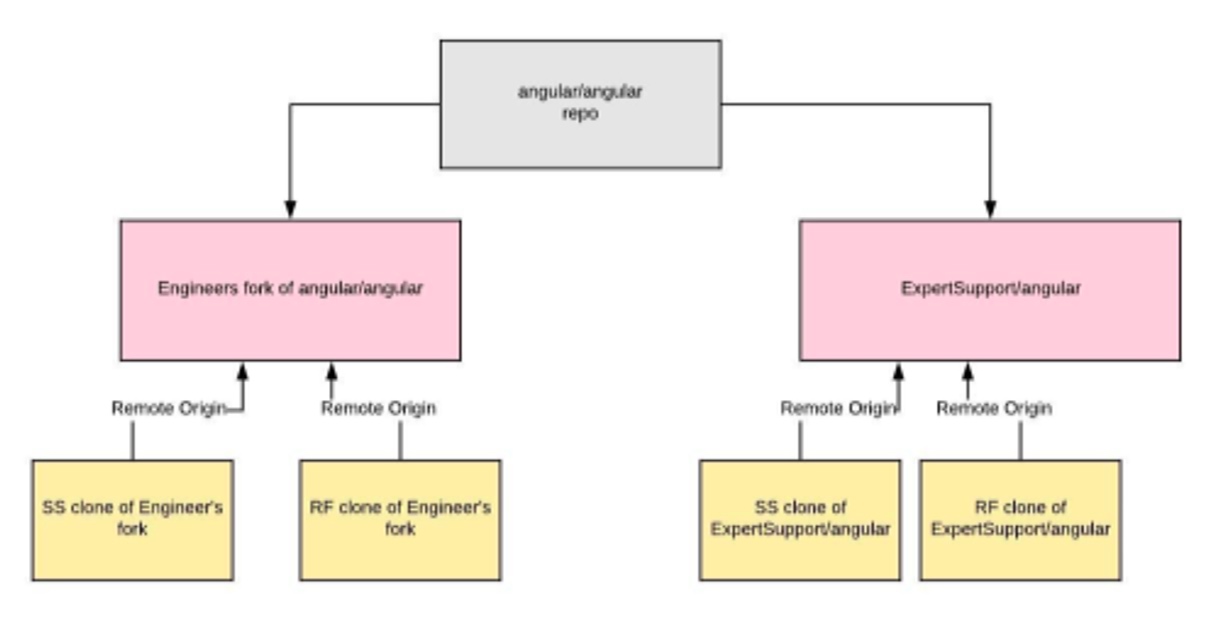 angular/angular
repo
Engineers fork of angular/angular
ExpertSupport/angular
Remote Origin
Remote Origin
Remote Origin
Remote Origin
SS clone of Engineer's
fork
RF clone of Engineer's
fork
SS clone of
ExpertSupport/angular
RF clone of
ExpertSupport/angular